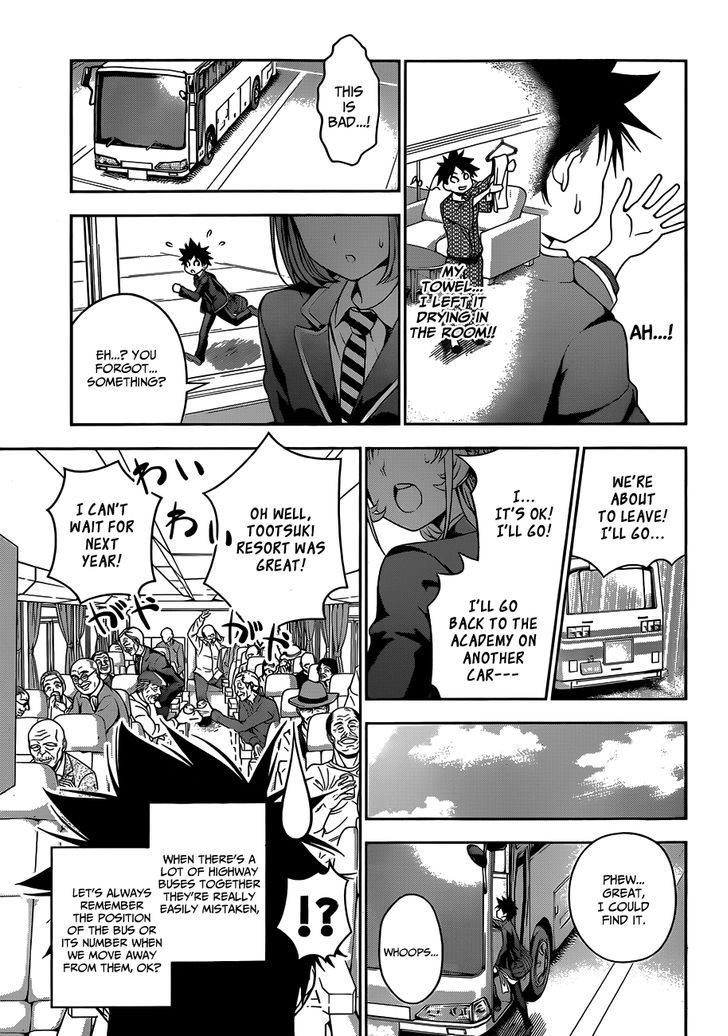 AH...!
MY
TOWEL...
I LEFT IT
DRYING IN
THE ROOM!!
THIS
IS
BAD...!
EH...? YOU
FORGOT...
...SOMETHING?
WE'RE
ABOUT
TO LEAVE!
I'LL GO...
I...
IT'S OK!
I'LL GO!
I'LL GO
BACK TO THE
ACADEMY ON
ANOTHER
CAR---
PHEW...
GREAT,
I COULD
FIND IT.
WHOOPS...
OH WELL,
TOOTSUKI
RESORT WAS
GREAT!
わい
わい
I CAN'T
WAIT FOR
NEXT
YEAR!
ガヤ
ガヤ
!?
WHEN THERE'S A
LOT OF HIGHWAY
BUSES TOGETHER
THEY'RE REALLY
EASILY MISTAKEN,
LET'S ALWAYS
REMEMBER
THE POSITION
OF THE BUS OR
ITS NUMBER WHEN
WE MOVE AWAY
FROM THEM, OK?